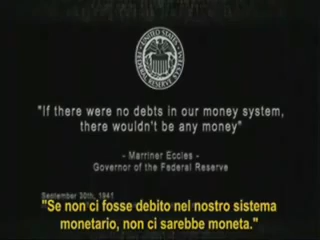 "If there were no debts in our money system,
there wouldn't be any money"
- Marriner Eccles -
Governor of the Federal Reserve
September 30th, 1941
"Se non ci fosse debito nel nostro sistema
monetario, non ci sarebbe moneta."